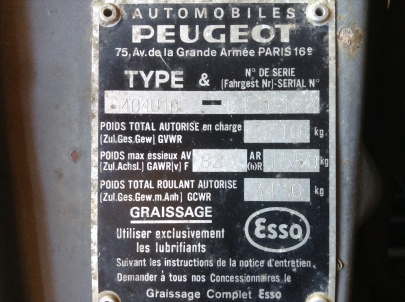 AUTOMOBILES
PEUGEOT
75, Av. de la Grande Armée PARIS 16e
TYPE & N° DE SERIE
(Fahrgest Nr)-SERIAL N°
POIDS TOTAL AUTORISE en charge
(Zul.Ges.Gew) GVWR kg
POIDS max essieux AV AR
(Zul.Achsl.) GAWR(v) F (h)R kg
POIDS TOTAL ROULANT AUTORISE
(Zul.Ges.Gew.m.Anh) GCWR kg
GRAISSAGE
Esso
Utiliser exclusivement
les lubrifiants
Suivant les instructions de la notice d'entretien
Demander à tous nos Concessionnaires le
Graissage Complet Esso